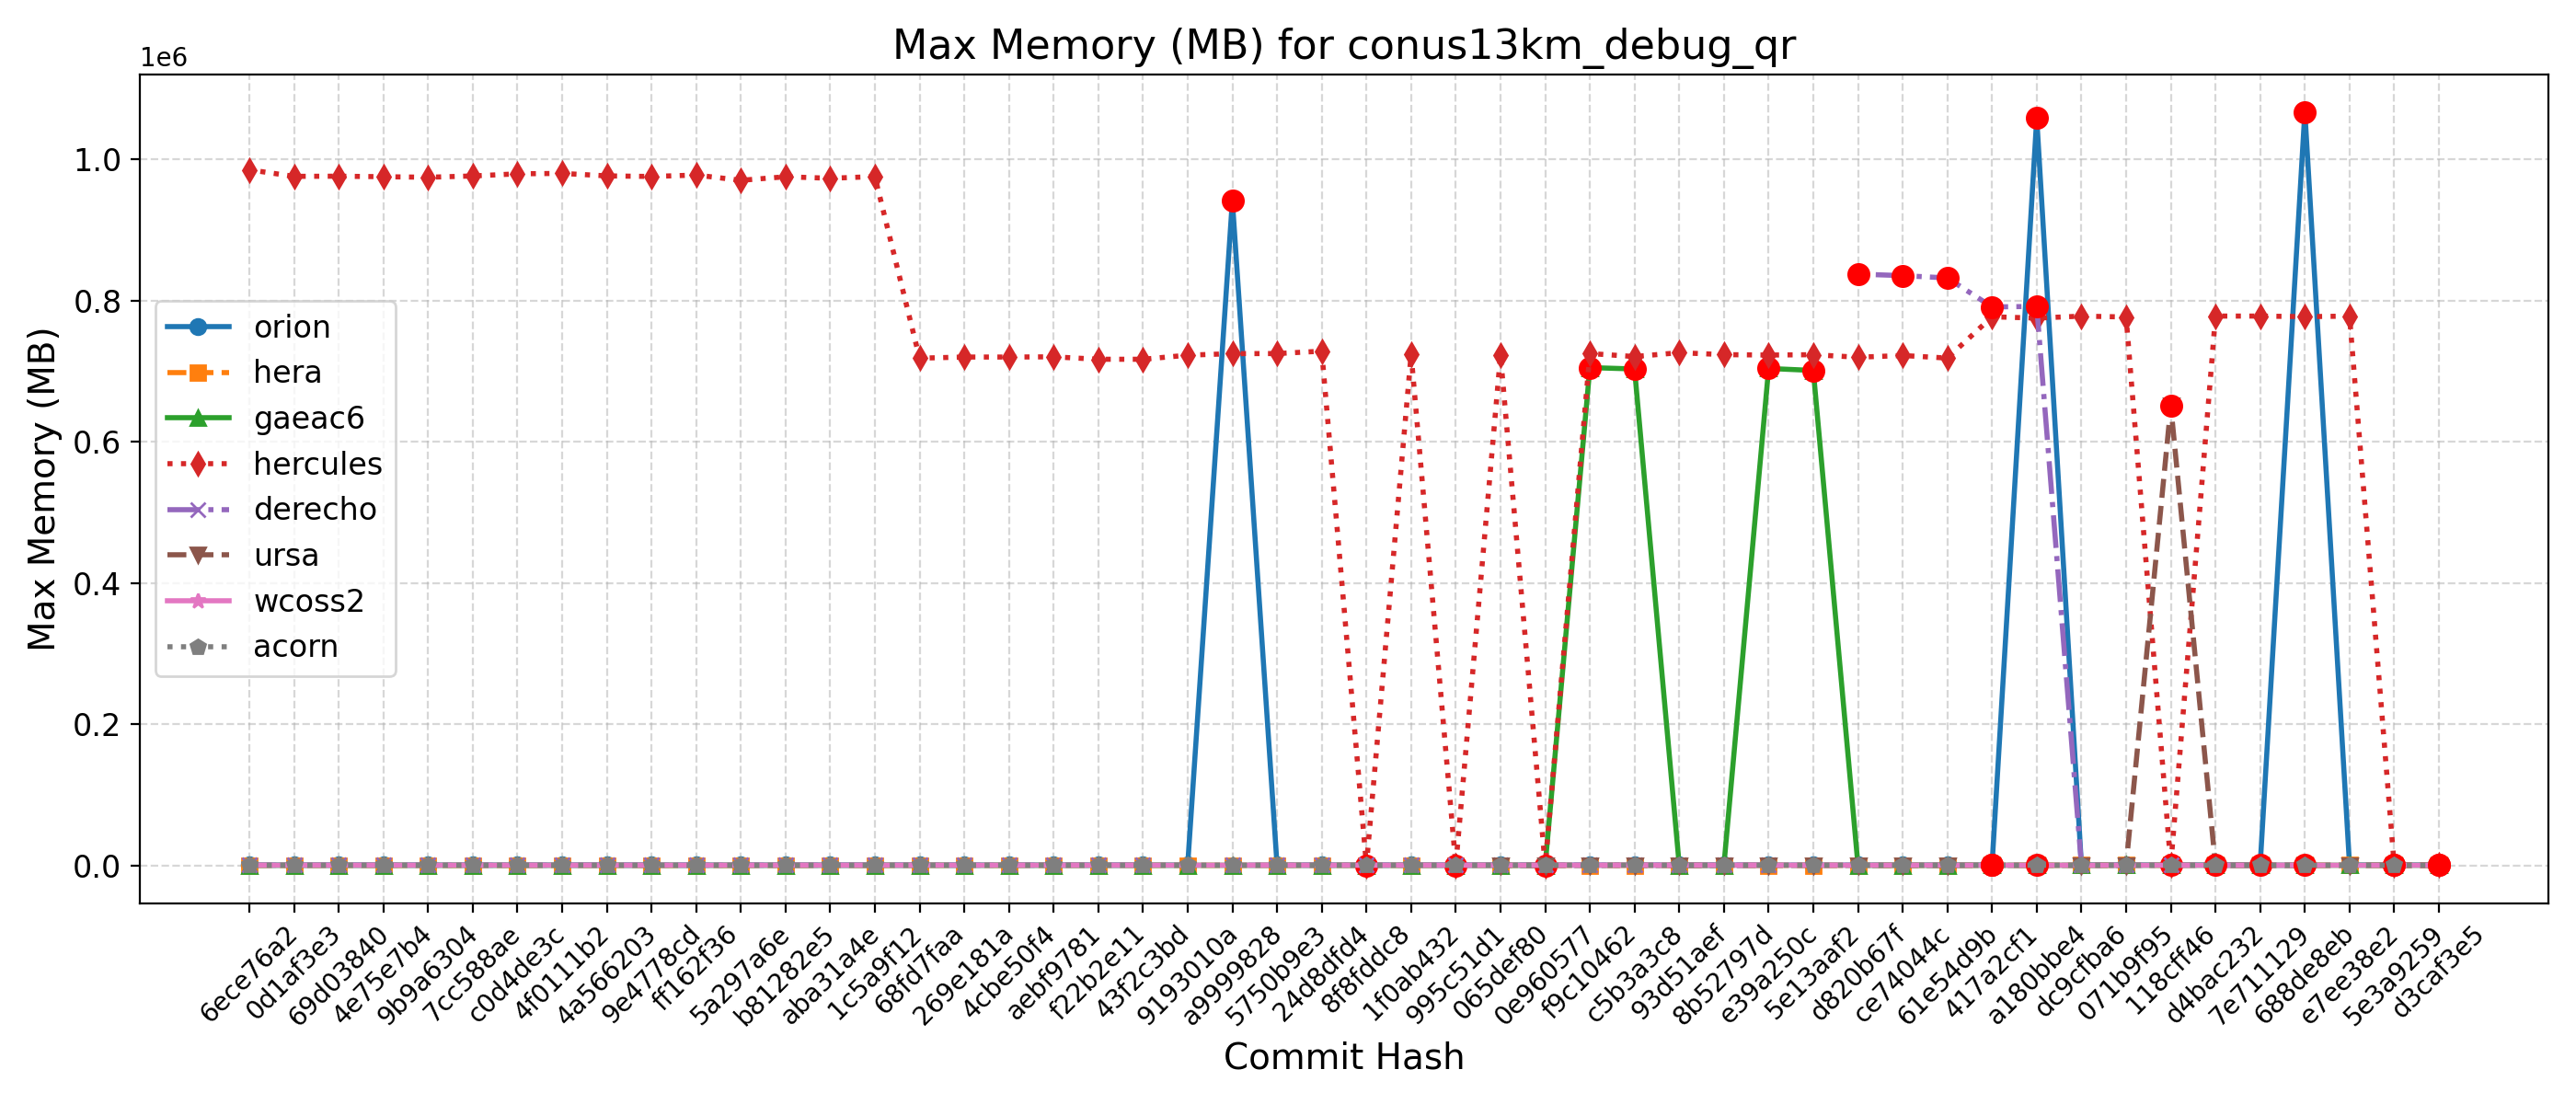 Max Memory (MB) for conus13km_debug_qr
1e6
1.0
0.8
0.6
0.4
0.2
0.0
Max Memory (MB)
orion
hera
gaeac6
hercules
derecho
ursa
wcoss2
acorn
6ece76a2
0d1af3e3
69d03840
4e75e7b4
9b9a6304
7cc588ae
c0d4de3c
4f0111b2
4a566203
9e4778cd
ff162f36
5a297a6e
b81282e5
aba31a4e
1c5a9f12
68fd7faa
269e181a
4cbe50f4
aebf9781
f22b2e11
43f2c3bd
9193010a
a9999828
5750b9e3
24d8dfd4
8f8fddc8
1f0ab432
995c51d1
065def80
0e960577
f9c10462
c5b3a3c8
93d51aef
8b52797d
e39a250c
5e13aaf2
d820b67f
ce74044c
61e54d9b
417a2cf1
a180bbe4
dc9cfba6
071b9f95
118cff46
d4bac232
7e711129
688de8eb
e7ee38e2
5e3a9259
d3caf3e5
Commit Hash